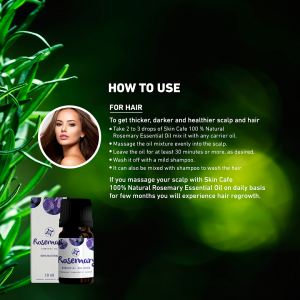 HOW TO USE
FOR HAIR
To get thicker, darker and healthier scalp and hair
Take 2 to 3 drops of Skin Cafe 100 % Natural
Rosemary Essential Oil mix it with any carrier oil.
Massage the oil mixture evenly into the scalp.
Leave the oil for at least 30 minutes or more, as desired.
Wash it off with a mild shampoo.
It can also be mixed with shampoo to wash the hair
If you massage your scalp with Skin Cafe
100% Natural Rosemary Essential Oil on daily basis
for few months you will experience hair regrowth.
Rosemary
Rosemary
ESSENTIAL OIL
10 ml